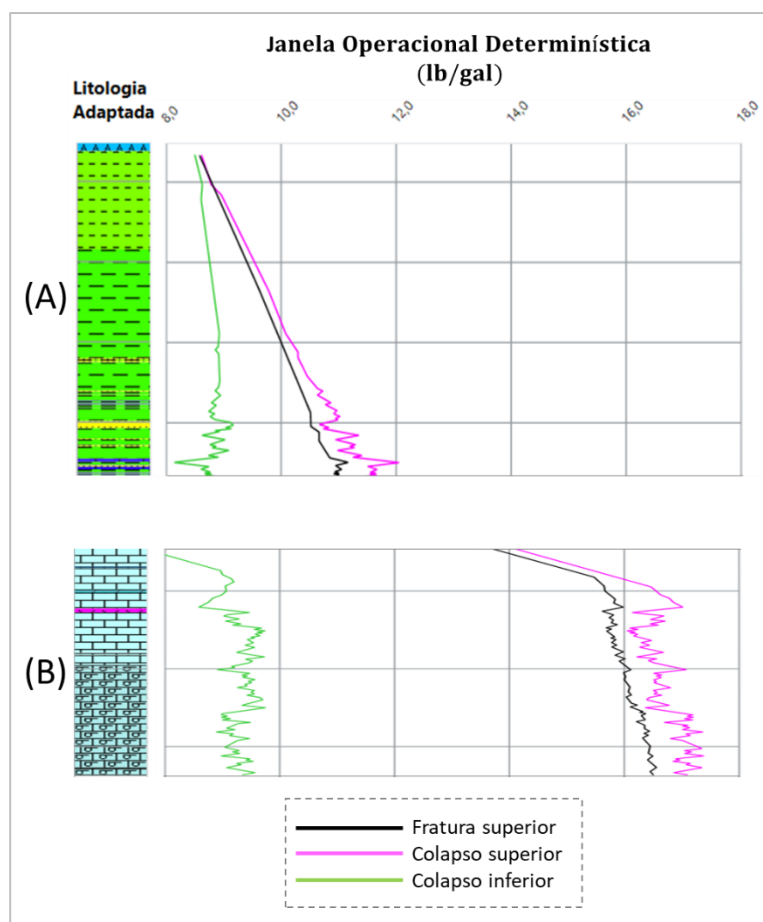 Janela Operacional Determinística
(lb/gal)
Litologia
Adaptada
8,0
10,0
12,0
14,0
16,0
18,0
(A)
(B)
Fratura superior
Colapso superior
Colapso inferior